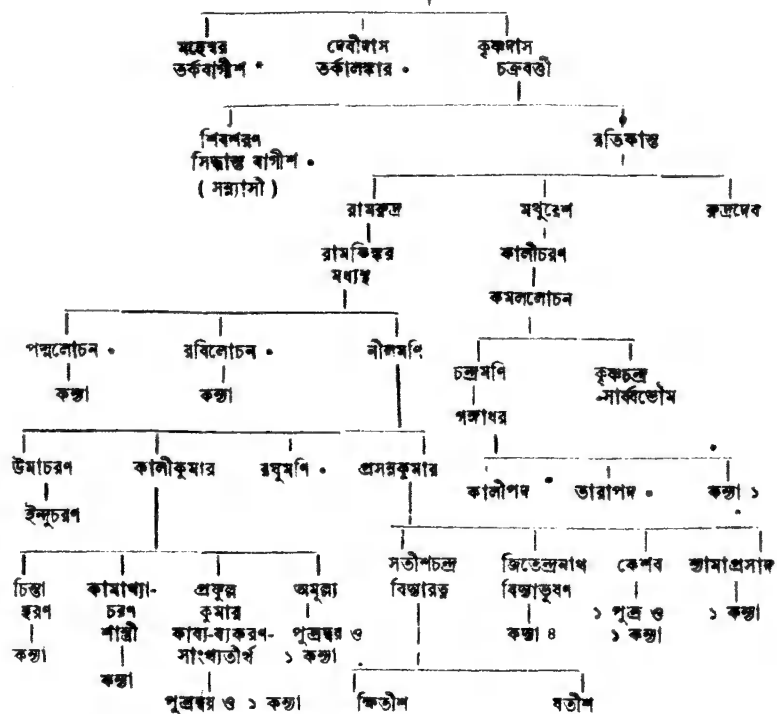 মহেশ্বর দেবীদাস কৃষ্ণদাস
তর্কবাগীশ * তর্কালঙ্কার • চক্রবর্ত্তী
শিবশরণ রতিকান্ত
সিদ্ধান্ত বাগীশ •
( সন্ন্যাসী )
রামরুদ্র মথুরেশ রুদ্রদেব
রামকিঙ্কর কালীচরণ
মধ্যস্থ
কমললোচন
পদ্মলোচন • রবিলোচন • নীলমণি
চন্দ্রমণি কৃষ্ণচন্দ্র
সার্ব্বভৌম
কন্যা কন্যা
গঙ্গাধর
উমাচরণ কালীকুমার রঘুমণি • প্রসন্নকুমার
কালীপদ • তারাপদ • কন্যা ১
ইন্দুচরণ
সতীশচন্দ্র জিতেন্দ্রনাথ কেশব শ্যামাপ্রসাদ
বিদ্যারত্ন বিদ্যাভূষণ
চিন্তা কামাখ্যা- প্রফুল্ল অমূল্য
হরণ চরণ কুমার
শাস্ত্রী কাব্য-ব্যাকরণ- পুত্রদ্বয় ও
সাংখ্যতীর্থ ১ কন্যা
কন্যা ৪ ১ পুত্র ও ১ কন্যা
১ কন্যা
কন্যা
কন্যা
পুত্রদ্বয় ও ১ কন্যা
ক্ষিতীশ যতীশ